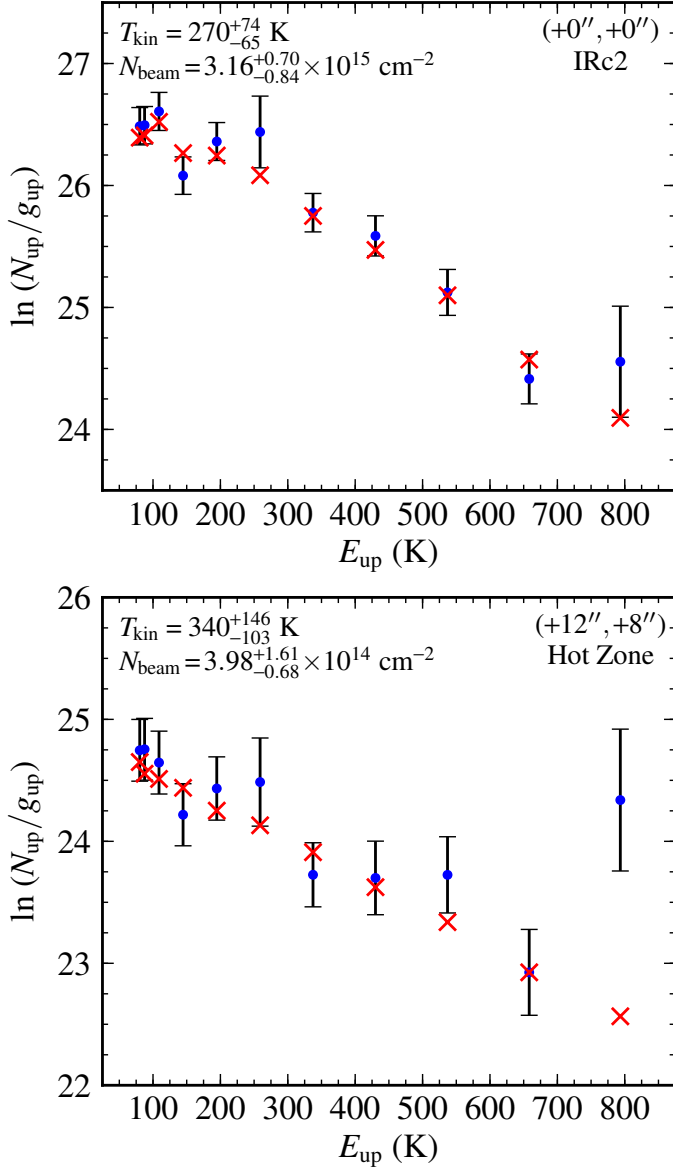 27
26
25
24
ln (N_up/g_up)
T_kin = 270^{+74}_{-65} K
N_beam = 3.16^{+0.70}_{-0.84}×10^{15} cm^{-2}
(+0″, +0″)
IRc2
100 200 300 400 500 600 700 800
E_up (K)
26
25
24
23
22
ln (N_up/g_up)
T_kin = 340^{+146}_{-103} K
N_beam = 3.98^{+1.61}_{-0.68}×10^{14} cm^{-2}
(+12″, +8″)
Hot Zone
100 200 300 400 500 600 700 800
E_up (K)